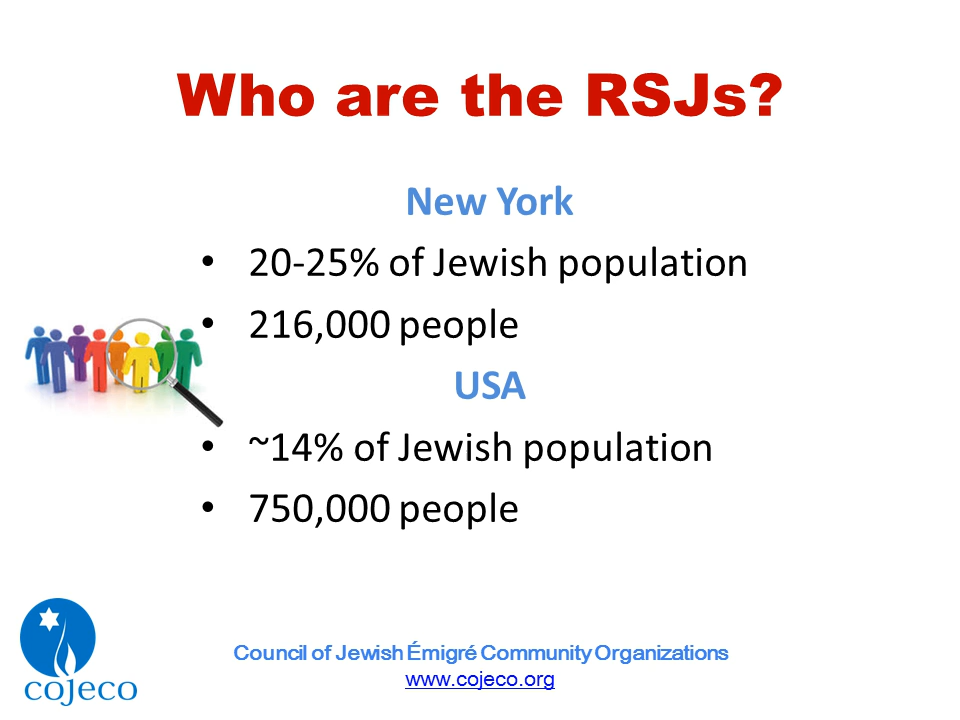 Who are the RSJs?
New York
• 20-25% of Jewish population
• 216,000 people
USA
• ~14% of Jewish population
• 750,000 people
cojeco
Council of Jewish Émigré Community Organizations
www.cojeco.org